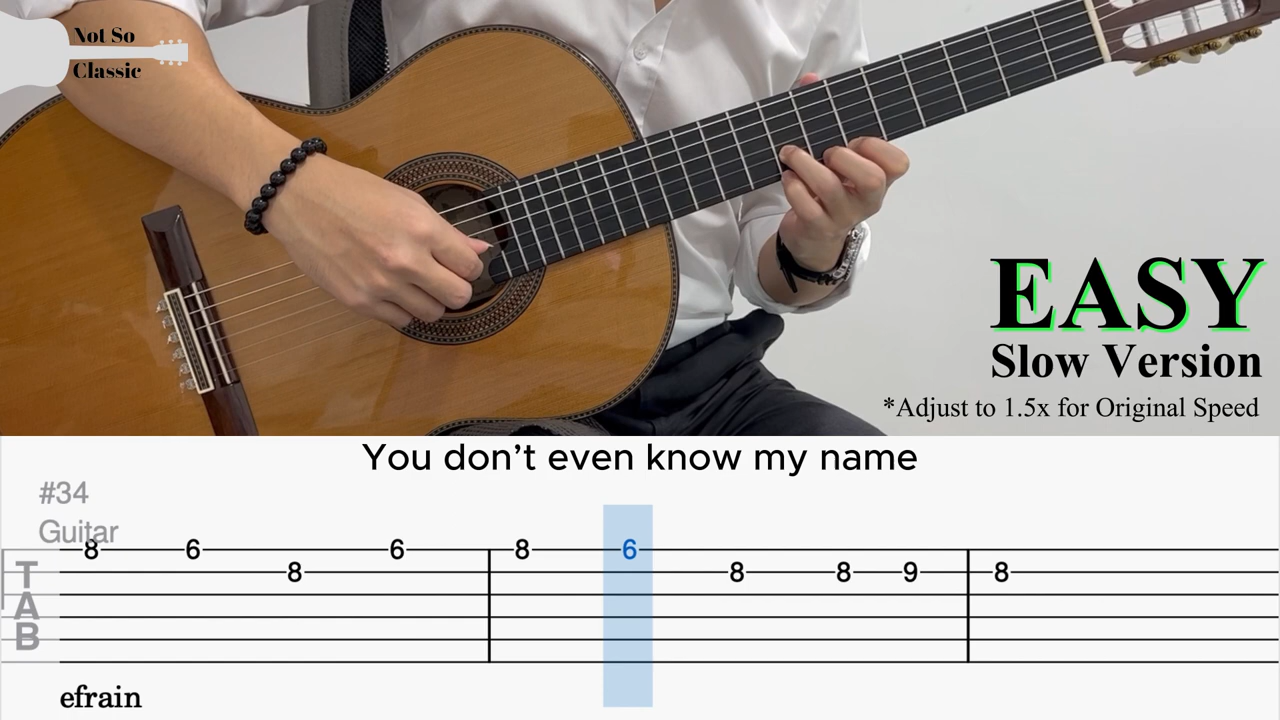 Not So
Classic
EASY
Slow Version
*Adjust to 1.5x for Original Speed
You don’t even know my name
#34
Guitar
8 6 8 6 8 6 8 8 9 8
T
A
B
efrain